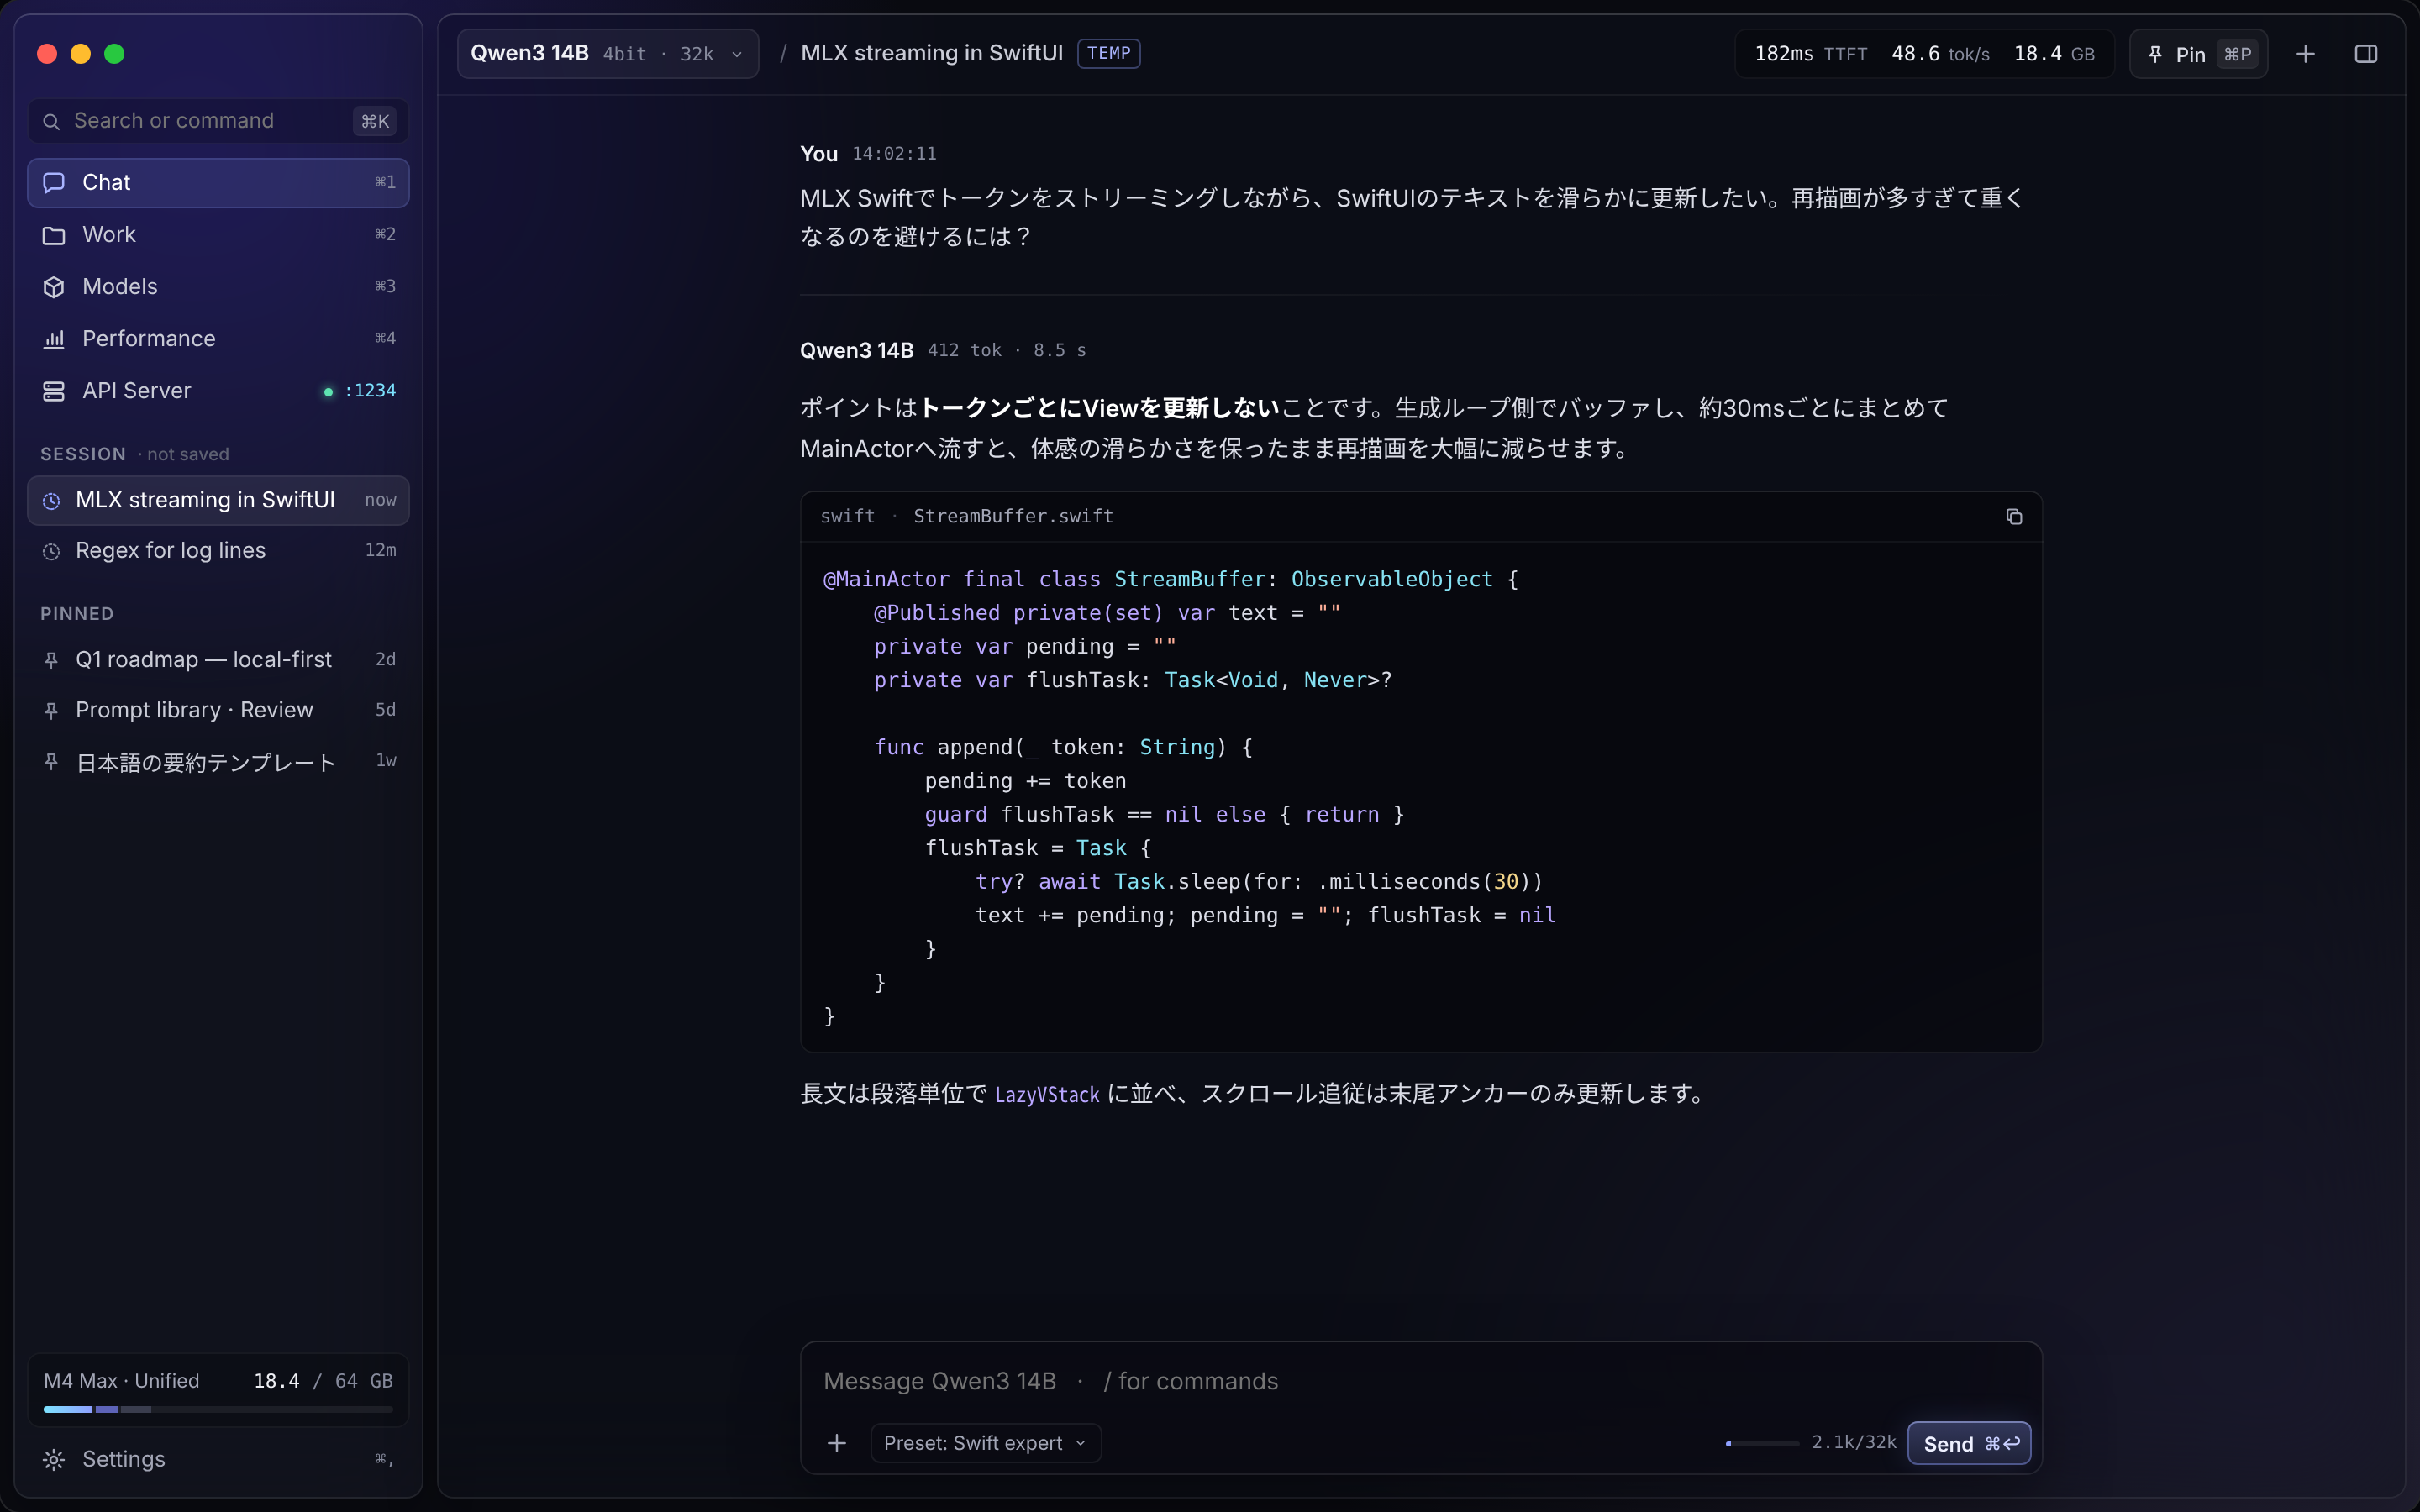 Search or command ⌘K
Chat ⌘1
Work ⌘2
Models ⌘3
Performance ⌘4
API Server :1234
SESSION · not saved
MLX streaming in SwiftUI now
Regex for log lines 12m
PINNED
Q1 roadmap — local-first 2d
Prompt library · Review 5d
日本語の要約テンプレート 1w
M4 Max · Unified 18.4 / 64 GB
Settings ⌘,
Qwen3 14B 4bit · 32k / MLX streaming in SwiftUI TEMP
182ms TTFT 48.6 tok/s 18.4 GB Pin ⌘P
You 14:02:11
MLX Swiftでトークンをストリーミングしながら、SwiftUIのテキストを滑らかに更新したい。再描画が多すぎて重く
なるのを避けるには？
Qwen3 14B 412 tok · 8.5 s
ポイントはトークンごとにViewを更新しないことです。生成ループ側でバッファし、約30msごとにまとめて
MainActorへ流すと、体感の滑らかさを保ったまま再描画を大幅に減らせます。
swift · StreamBuffer.swift
@MainActor final class StreamBuffer: ObservableObject {
    @Published private(set) var text = ""
    private var pending = ""
    private var flushTask: Task<Void, Never>?
    func append(_ token: String) {
        pending += token
        guard flushTask == nil else { return }
        flushTask = Task {
            try? await Task.sleep(for: .milliseconds(30))
            text += pending; pending = ""; flushTask = nil
        }
    }
}
長文は段落単位で LazyVStack に並べ、スクロール追従は末尾アンカーのみ更新します。
Message Qwen3 14B · / for commands
Preset: Swift expert 2.1k/32k Send ⌘↩